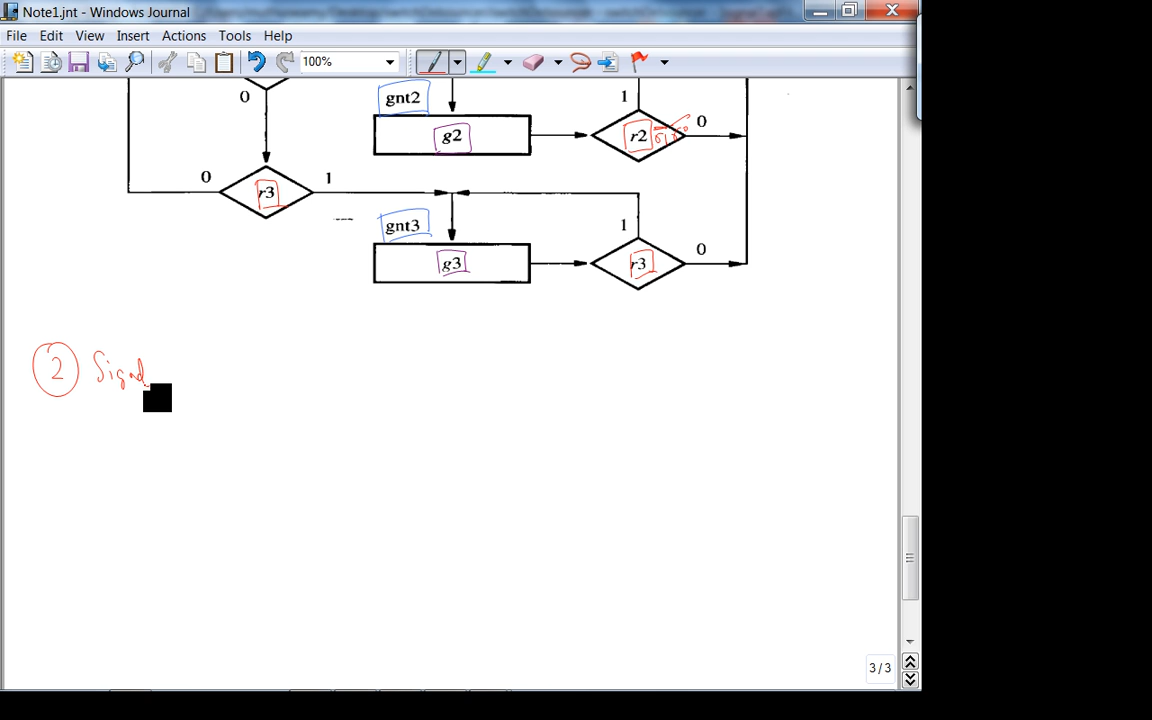 Note1.jnt - Windows Journal
File Edit View Insert Actions Tools Help
100%
0
gnt2
g2
1
r2
0
0
r3
1
gnt3
g3
1
r3
0
2 Signal
3 / 3